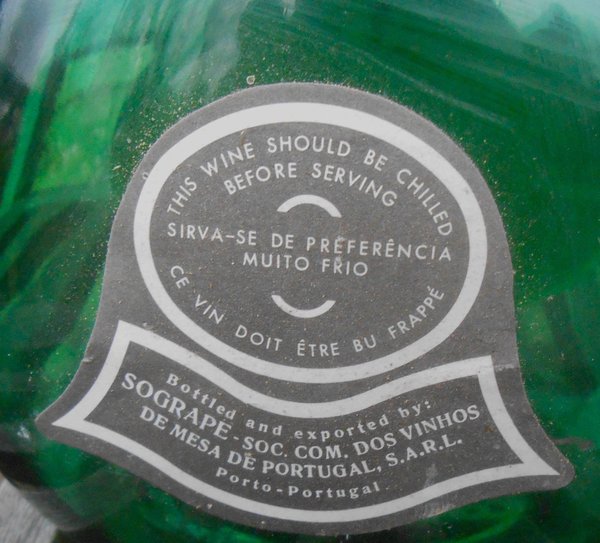 THIS WINE SHOULD BE CHILLED
BEFORE SERVING
SIRVA-SE DE PREFERÊNCIA
MUITO FRIO
CE VIN DOIT ÊTRE BU FRAPPÉ
Bottled and exported by:
SOGRAPE - SOC. COM. DOS VINHOS
DE MESA DE PORTUGAL, S.A.R.L.
Porto-Portugal